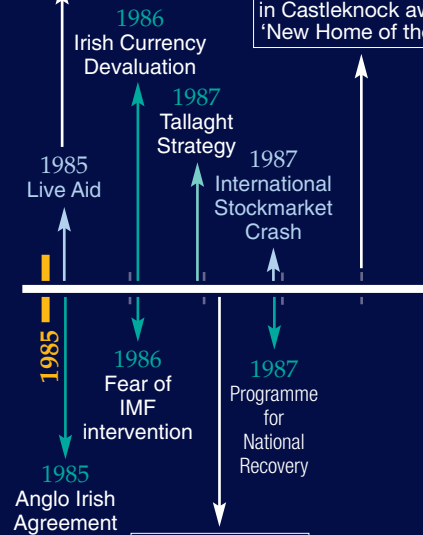 in Castleknock
'New Home of the
1986
Irish Currency
Devaluation
1987
Tallaght
Strategy
1985
Live Aid
1987
International
Stockmarket
Crash
1985
1986
Fear of
IMF
intervention
1987
Programme
for
National
Recovery
1985
Anglo Irish
Agreement